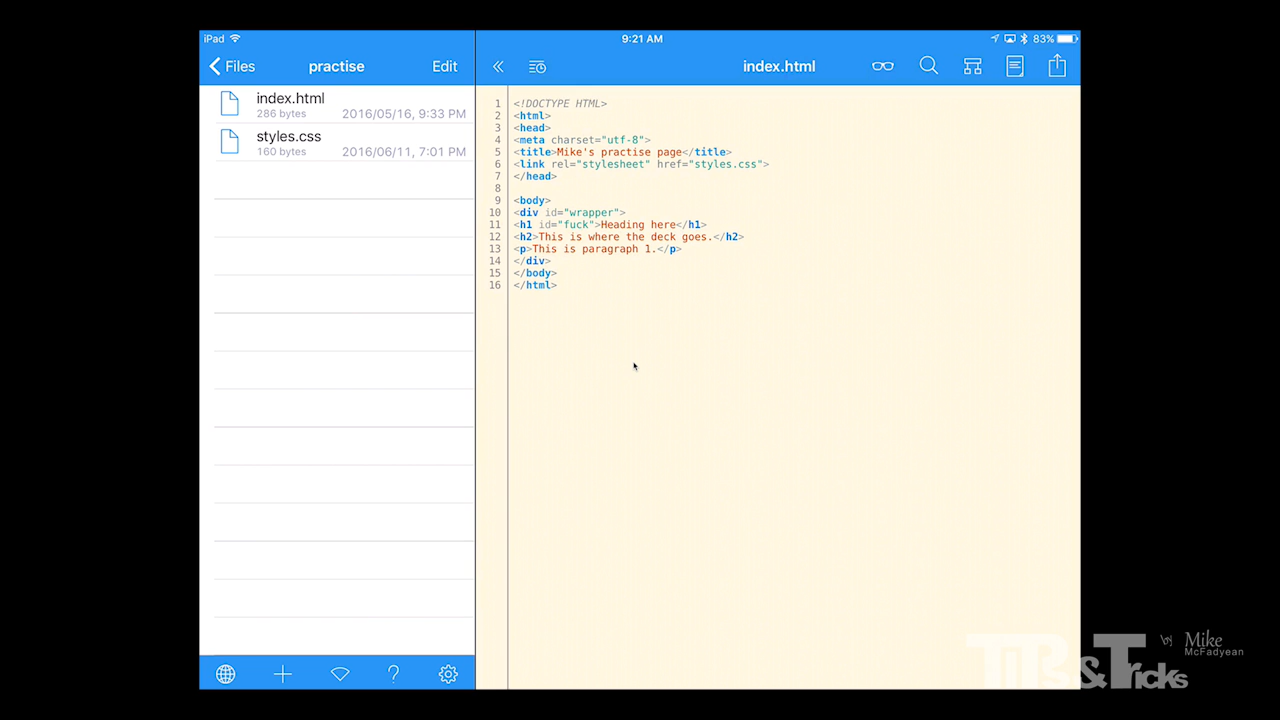 iPad 9:21 AM 83%
Files practise Edit
index.html
index.html
286 bytes 2016/05/16, 9:33 PM
styles.css
160 bytes 2016/06/11, 7:01 PM
1 <!DOCTYPE HTML>
2 <html>
3 <head>
4 <meta charset="utf-8">
5 <title>Mike's practise page</title>
6 <link rel="stylesheet" href="styles.css">
7 </head>
8
9 <body>
10 <div id="wrapper">
11 <h1 id="fuck">Heading here</h1>
12 <h2>This is where the deck goes.</h2>
13 <p>This is paragraph 1.</p>
14 </div>
15 </body>
16 </html>
?
by Mike
McFadyean
&Tricks